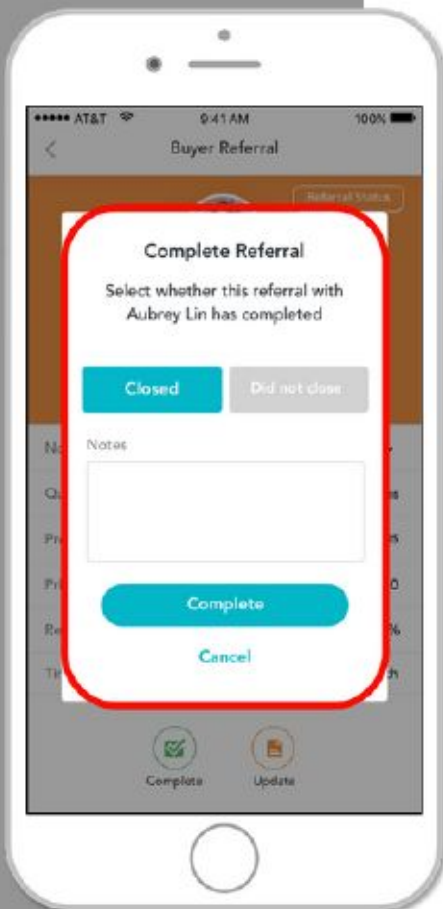 AT&T 9:41 AM 100%
Buyer Referral
Referral Status
Complete Referral
Select whether this referral with
Aubrey Lin has completed
Closed Did not close
Notes
Complete
Cancel
Complete Update